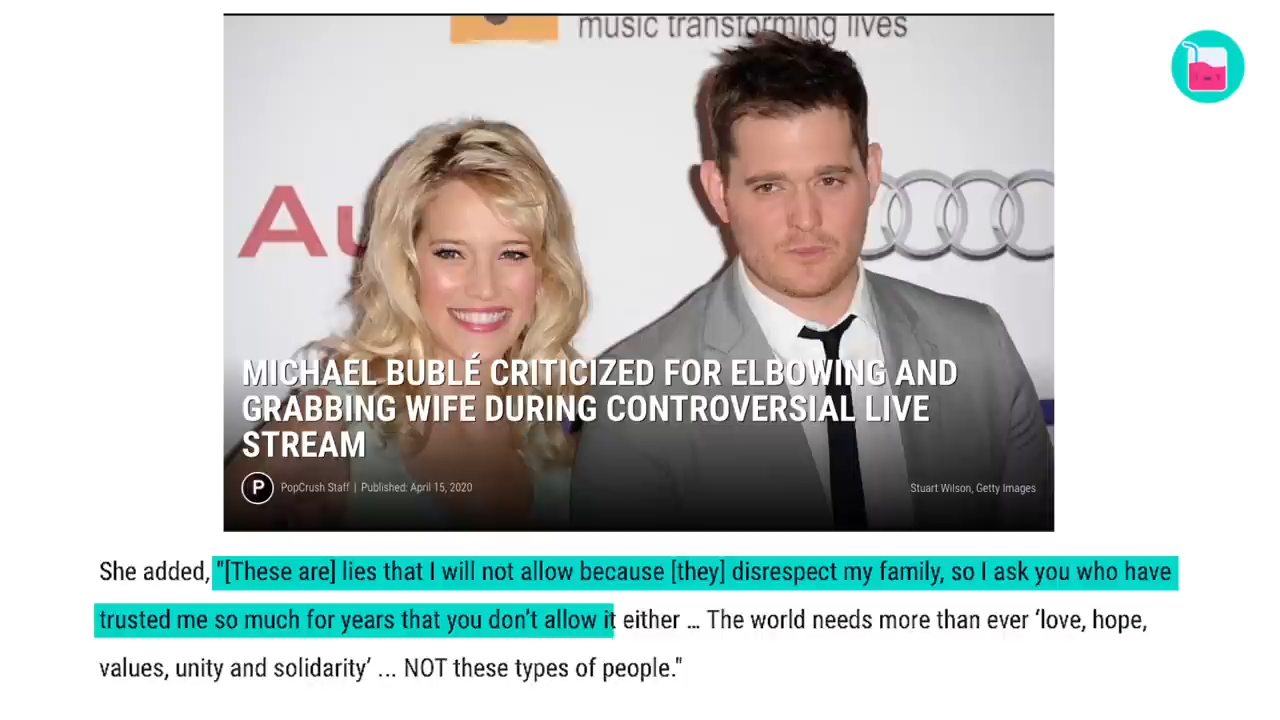 music transforming lives
Au
MICHAEL BUBLÉ CRITICIZED FOR ELBOWING AND
GRABBING WIFE DURING CONTROVERSIAL LIVE
STREAM
P PopCrush Staff | Published: April 15, 2020
Stuart Wilson, Getty Images
She added, "[These are] lies that I will not allow because [they] disrespect my family, so I ask you who have
trusted me so much for years that you don't allow it either ... The world needs more than ever ‘love, hope,
values, unity and solidarity’ ... NOT these types of people."